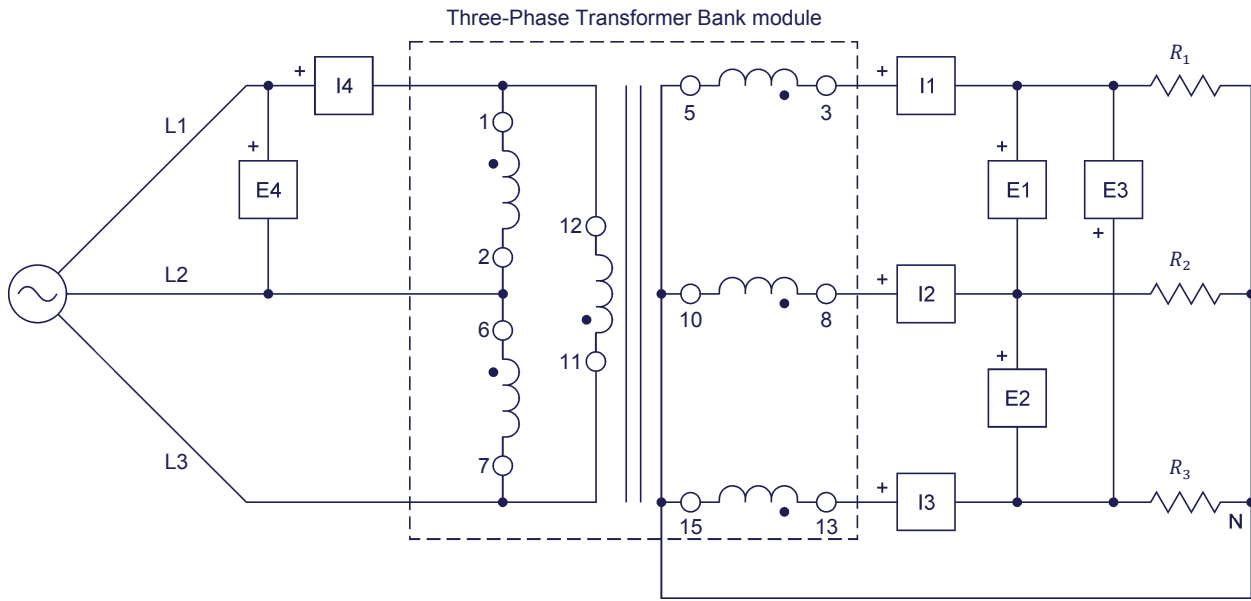 Three-Phase Transformer Bank module
+ I4
5
3
+ I1
R₁
L1
1
+
E4
+
E1
E3
+
12
2
L2
6
10
8
+ I2
R₂
11
+
E2
L3
7
15
13
+ I3
R₃
N